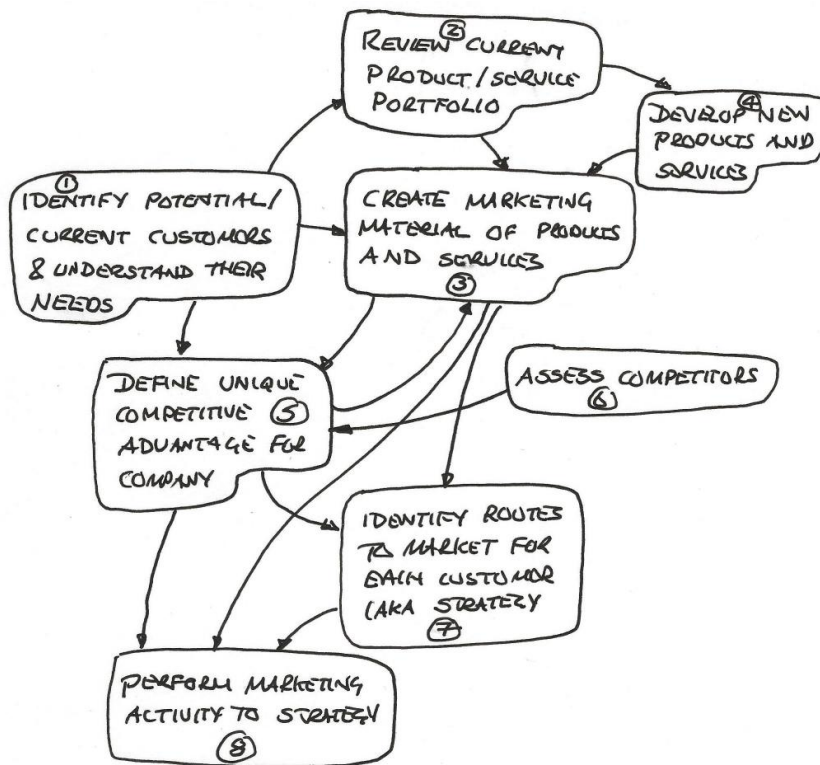 ②
REVIEW CURRENT
PRODUCT/SERVICE
PORTFOLIO
④
DEVELOP NEW
PRODUCTS AND
SERVICES
①
IDENTIFY POTENTIAL/
CURRENT CUSTOMORS
& UNDERSTAND THEIR
NEEDS
CREATE MARKETING
MATERIAL OF PRODUCTS
AND SERVICES
③
DEFINE UNIQUE
COMPETITIVE ⑤
ADVANTAGE FOR
COMPANY
ASSESS COMPETITORS
⑥
IDENTIFY ROUTES
TO MARKET FOR
EACH CUSTOMOR
(AKA STRATEGY
⑦
PERFORM MARKETING
ACTIVITY TO STRATEGY
⑧